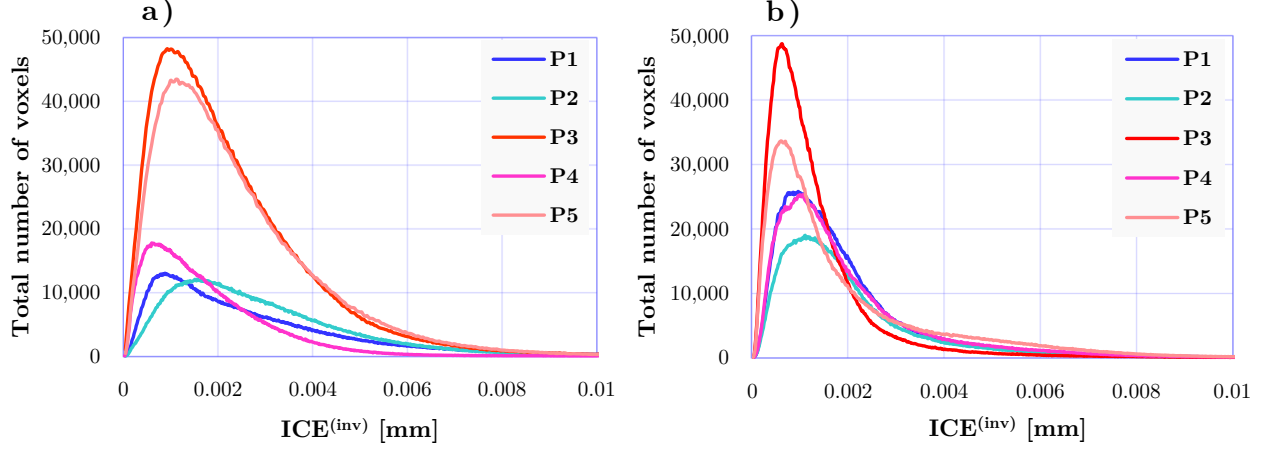 a)
Total number of voxels
50,000
40,000
30,000
20,000
10,000
0
0 0.002 0.004 0.006 0.008 0.01
ICE(inv) [mm]
P1
P2
P3
P4
P5
b)
Total number of voxels
50,000
40,000
30,000
20,000
10,000
0
0 0.002 0.004 0.006 0.008 0.01
ICE(inv) [mm]
P1
P2
P3
P4
P5